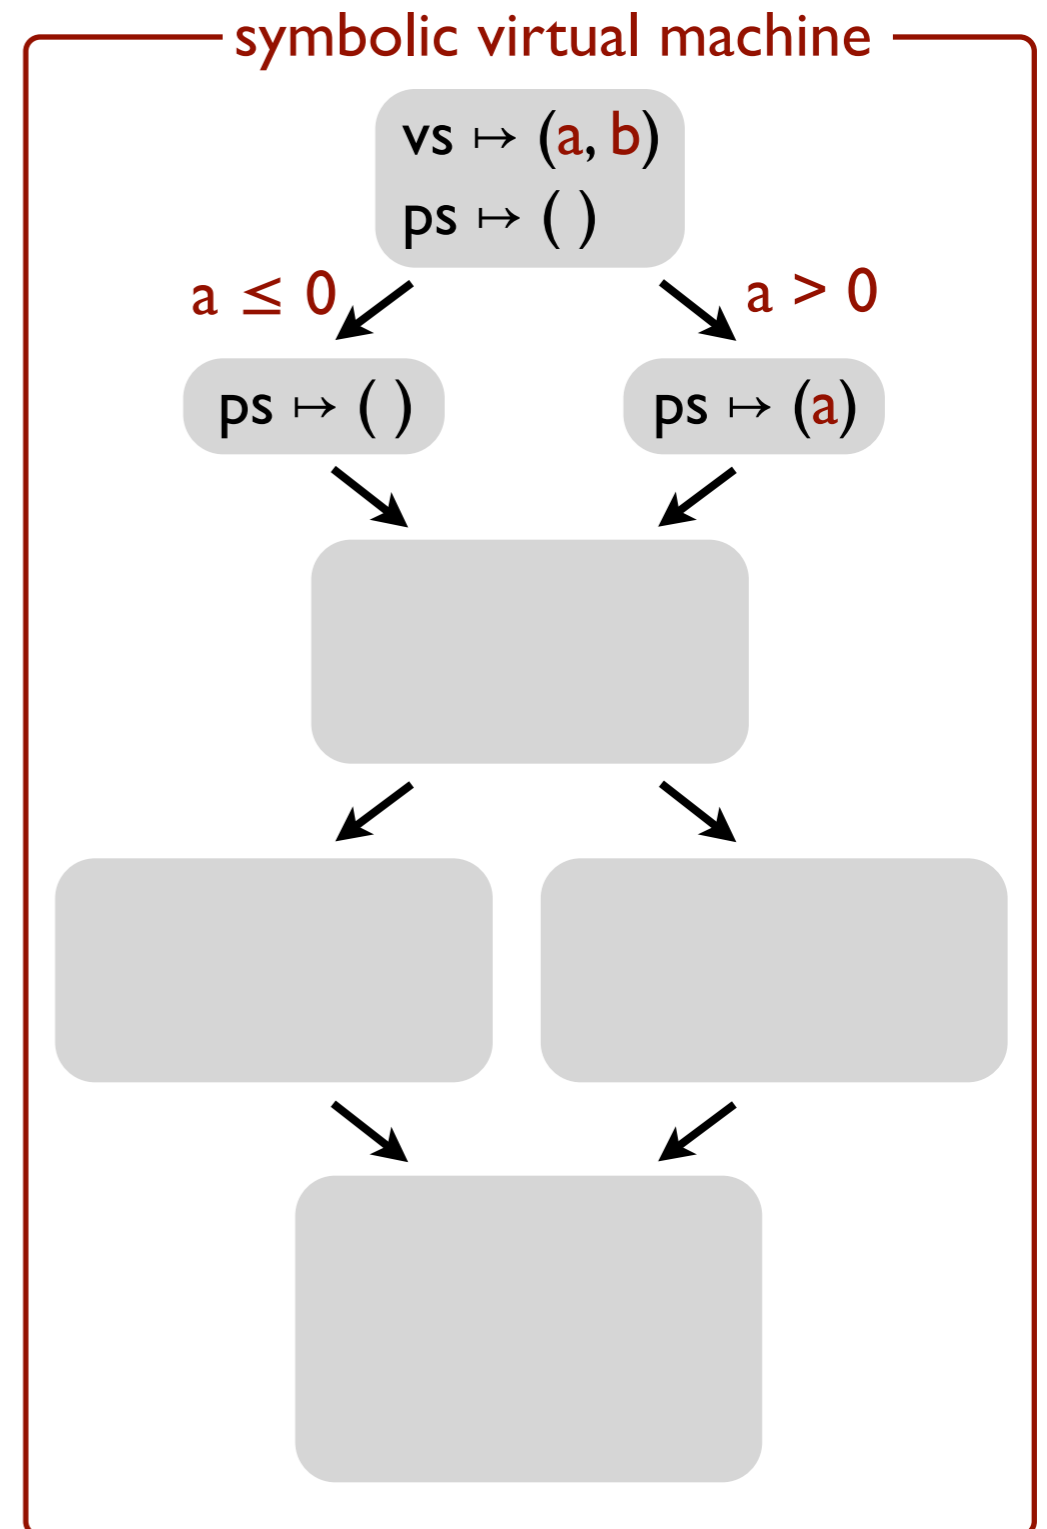 symbolic virtual machine
vs ↦ (a, b)
ps ↦ ( )
a ≤ 0
a > 0
ps ↦ ( )
ps ↦ (a)